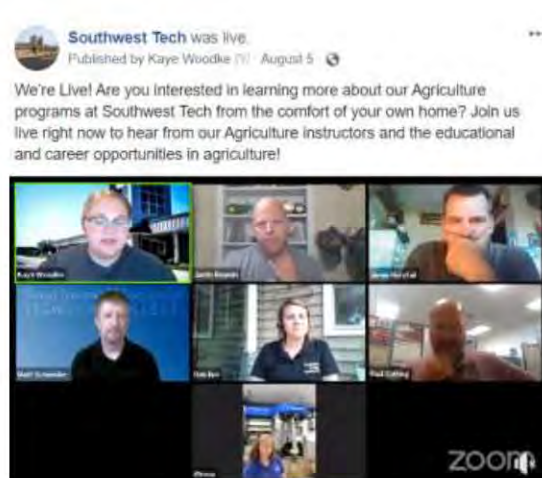 Southwest Tech was live.
Published by Kaye Woodke · August 5
We're Live! Are you interested in learning more about our Agriculture
programs at Southwest Tech from the comfort of your own home? Join us
live right now to hear from our Agriculture instructors and the educational
and career opportunities in agriculture!
Kaye Woodke
zoom